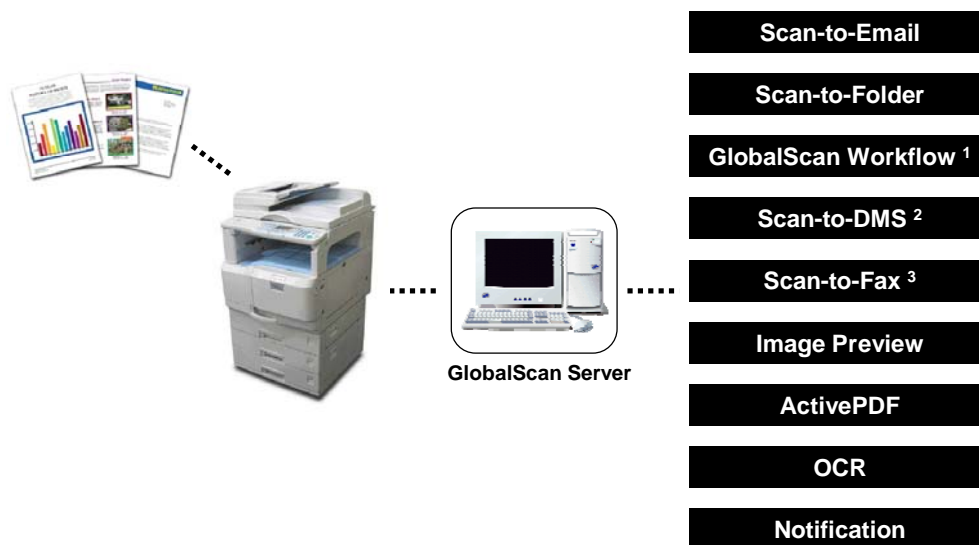 Scan-to-Email
Scan-to-Folder
GlobalScan Workflow 1
Scan-to-DMS 2
Scan-to-Fax 3
Image Preview
ActivePDF
OCR
Notification
GlobalScan Server